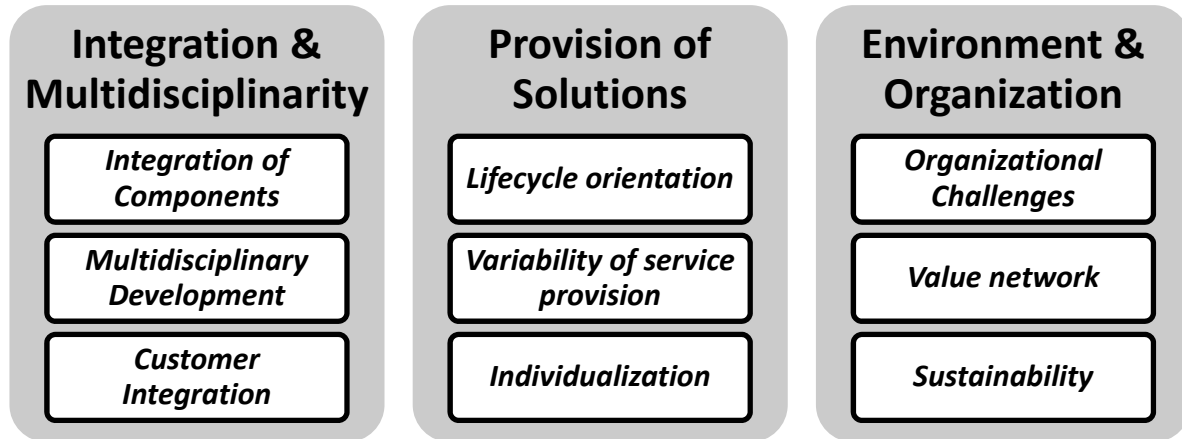 Integration &
Multidisciplinarity
Integration of
Components
Multidisciplinary
Development
Customer
Integration
Provision of
Solutions
Lifecycle orientation
Variability of service
provision
Individualization
Environment &
Organization
Organizational
Challenges
Value network
Sustainability